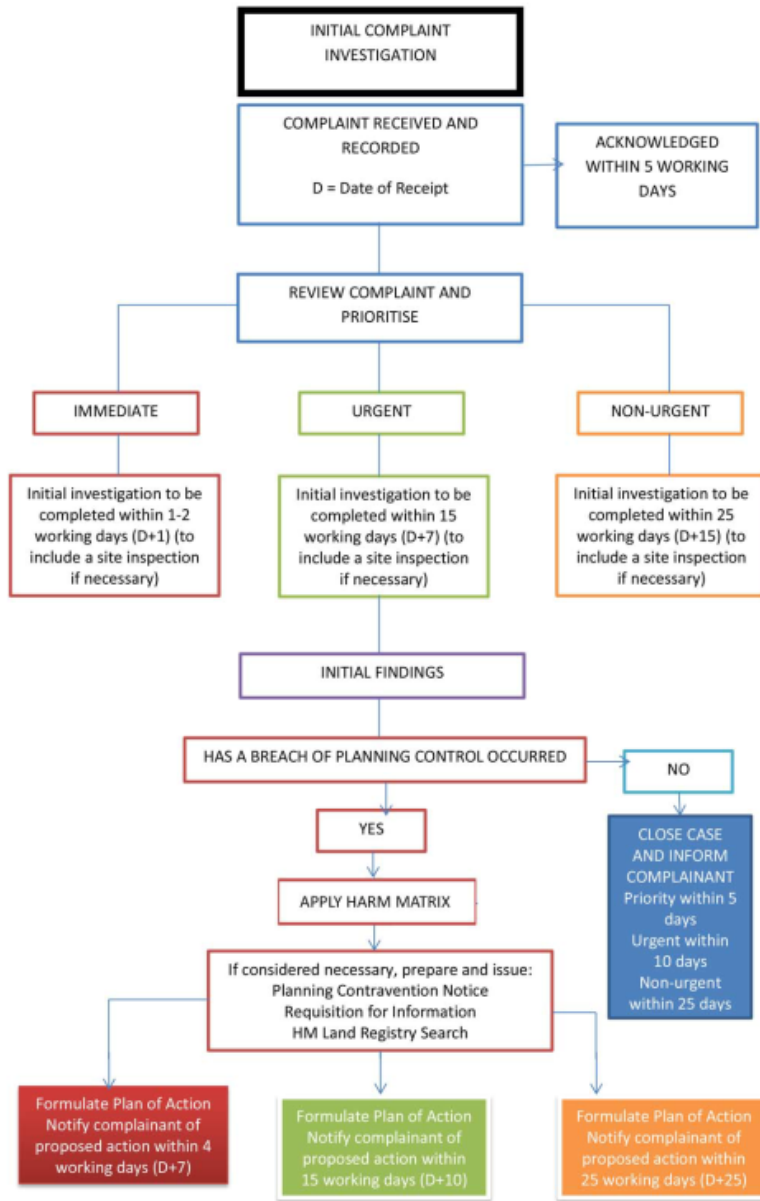 INITIAL COMPLAINT
INVESTIGATION
COMPLAINT RECEIVED AND
RECORDED
D = Date of Receipt
ACKNOWLEDGED
WITHIN 5 WORKING
DAYS
REVIEW COMPLAINT AND
PRIORITISE
IMMEDIATE
URGENT
NON-URGENT
Initial investigation to be
completed within 1-2
working days (D+1) (to
include a site inspection
if necessary)
Initial investigation to be
completed within 15
working days (D+7) (to
include a site inspection
if necessary)
Initial investigation to be
completed within 25
working days (D+15) (to
include a site inspection
if necessary)
INITIAL FINDINGS
HAS A BREACH OF PLANNING CONTROL OCCURRED
NO
YES
CLOSE CASE
AND INFORM
COMPLAINANT
Priority within 5
days
Urgent within
10 days
Non-urgent
within 25 days
APPLY HARM MATRIX
If considered necessary, prepare and issue:
Planning Contravention Notice
Requisition for Information
HM Land Registry Search
Formulate Plan of Action
Notify complainant of
proposed action within 4
working days (D+7)
Formulate Plan of Action
Notify complainant of
proposed action within
15 working days (D+10)
Formulate Plan of Action
Notify complainant of
proposed action within
25 working days (D+25)